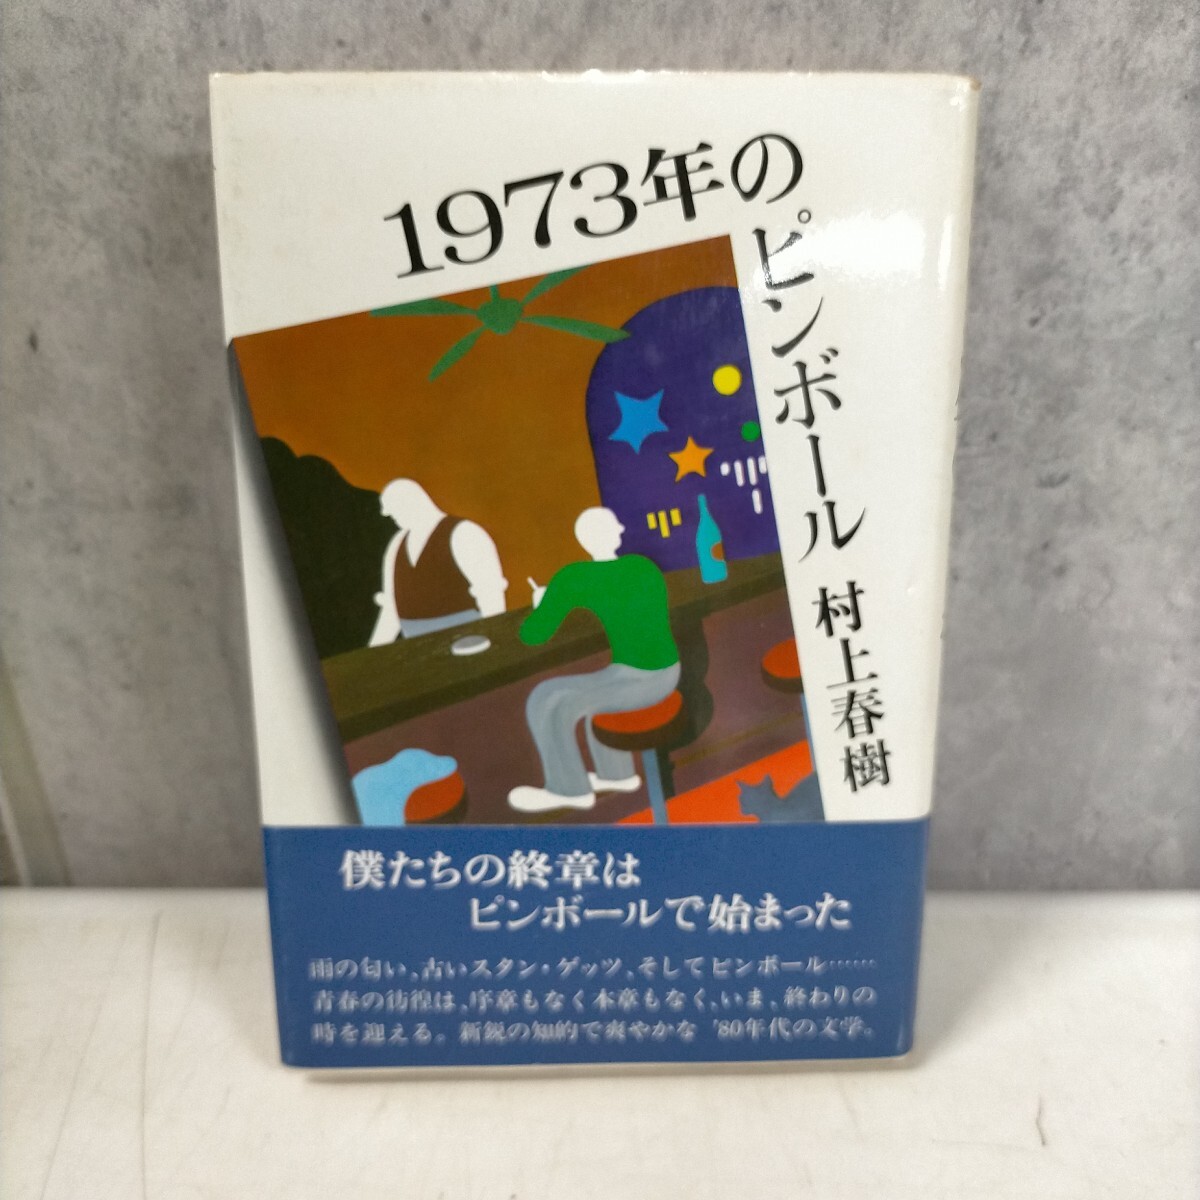 1973年のピンボール
村上春樹
僕たちの終章は
ピンボールで始まった
雨の匂い、古いスタン・ゲッツ、そしてピンボール……
青春の彷徨は、序章もなく本章もなく、いま、終わりの
時を迎える。新鋭の知的で爽やかな '80年代の文学。